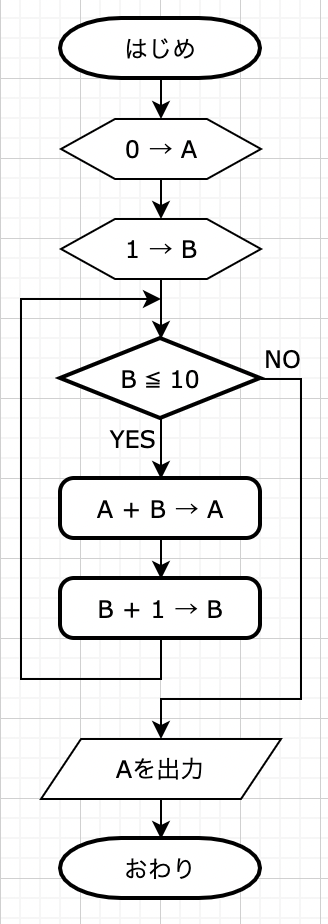 はじめ
0 → A
1 → B
B ≦ 10
NO
YES
A + B → A
B + 1 → B
Aを出力
おわり